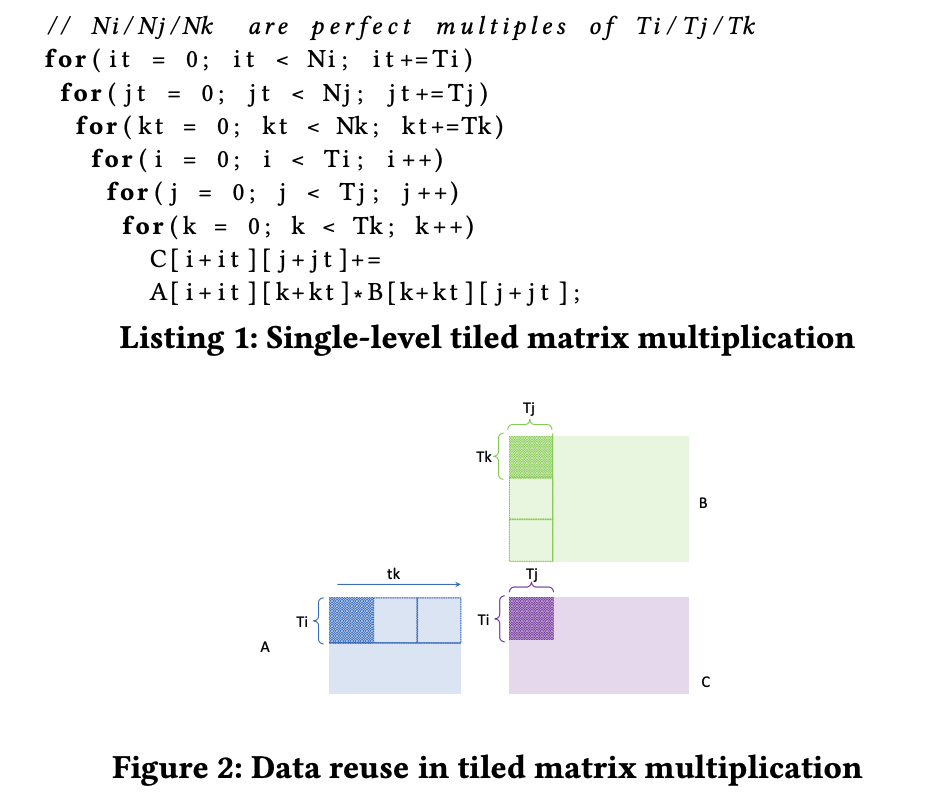 // Ni/Nj/Nk are perfect multiples of Ti/Tj/Tk
for(it = 0; it < Ni; it+=Ti)
for(jt = 0; jt < Nj; jt+=Tj)
for(kt = 0; kt < Nk; kt+=Tk)
for(i = 0; i < Ti; i++)
for(j = 0; j < Tj; j++)
for(k = 0; k < Tk; k++)
C[i+it][j+jt]+=
A[i+it][k+kt]*B[k+kt][j+jt];
Listing 1: Single-level tiled matrix multiplication
Tj
Tk
B
tk
Tj
Ti
Ti
A
C
Figure 2: Data reuse in tiled matrix multiplication